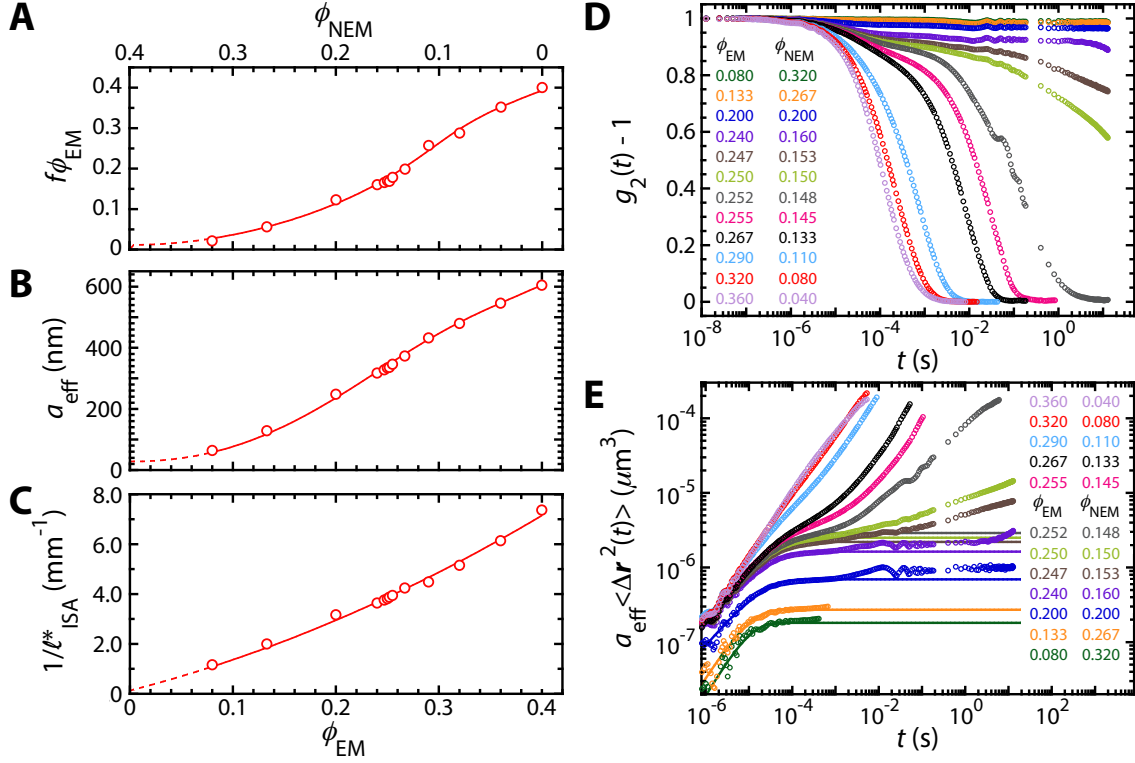 A
ϕNEM
0.4 0.3 0.2 0.1 0
fϕEM
0.4
0.3
0.2
0.1
0
B
aeff (nm)
600
400
200
0
C
1/ℓ*ISA (mm⁻¹)
8.0
6.0
4.0
2.0
0
0 0.1 0.2 0.3 0.4
ϕEM
D
g₂(t) - 1
1
0.8
0.6
0.4
0.2
0
ϕEM ϕNEM
0.080 0.320
0.133 0.267
0.200 0.200
0.240 0.160
0.247 0.153
0.250 0.150
0.252 0.148
0.255 0.145
0.267 0.133
0.290 0.110
0.320 0.080
0.360 0.040
10⁻⁸ 10⁻⁶ 10⁻⁴ 10⁻² 10⁰
t (s)
E
aeff <Δr²(t)> (μm³)
10⁻⁴
10⁻⁵
10⁻⁶
10⁻⁷
0.360 0.040
0.320 0.080
0.290 0.110
0.267 0.133
0.255 0.145
ϕEM ϕNEM
0.252 0.148
0.250 0.150
0.247 0.153
0.240 0.160
0.200 0.200
0.133 0.267
0.080 0.320
10⁻⁶ 10⁻⁴ 10⁻² 10⁰ 10²
t (s)